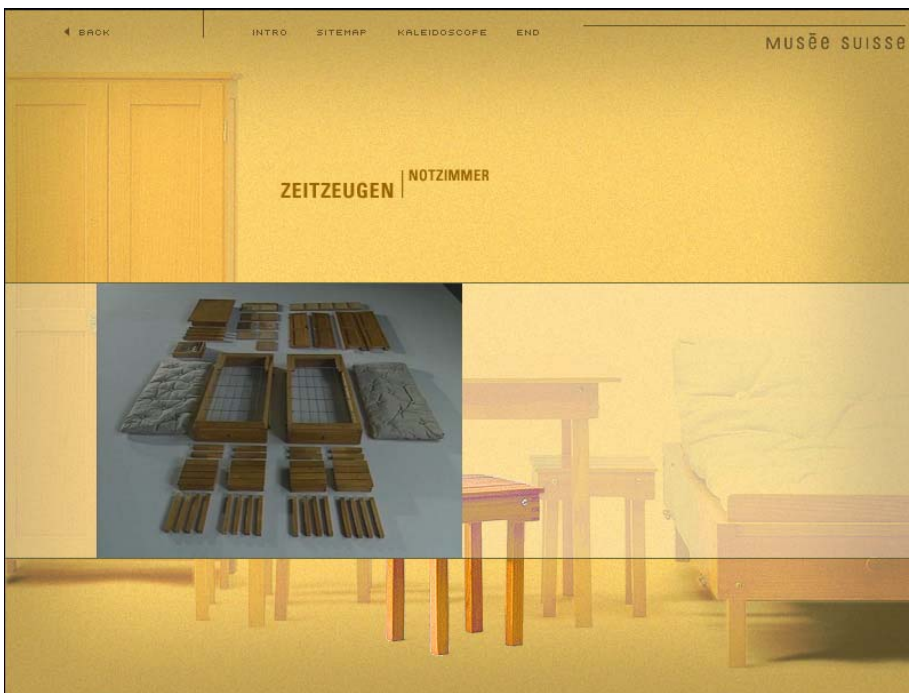 BACK
INTRO SITEMAP KALEIDOSCOPE END
MUSĒE SUISSE
ZEITZEUGEN NOTZIMMER